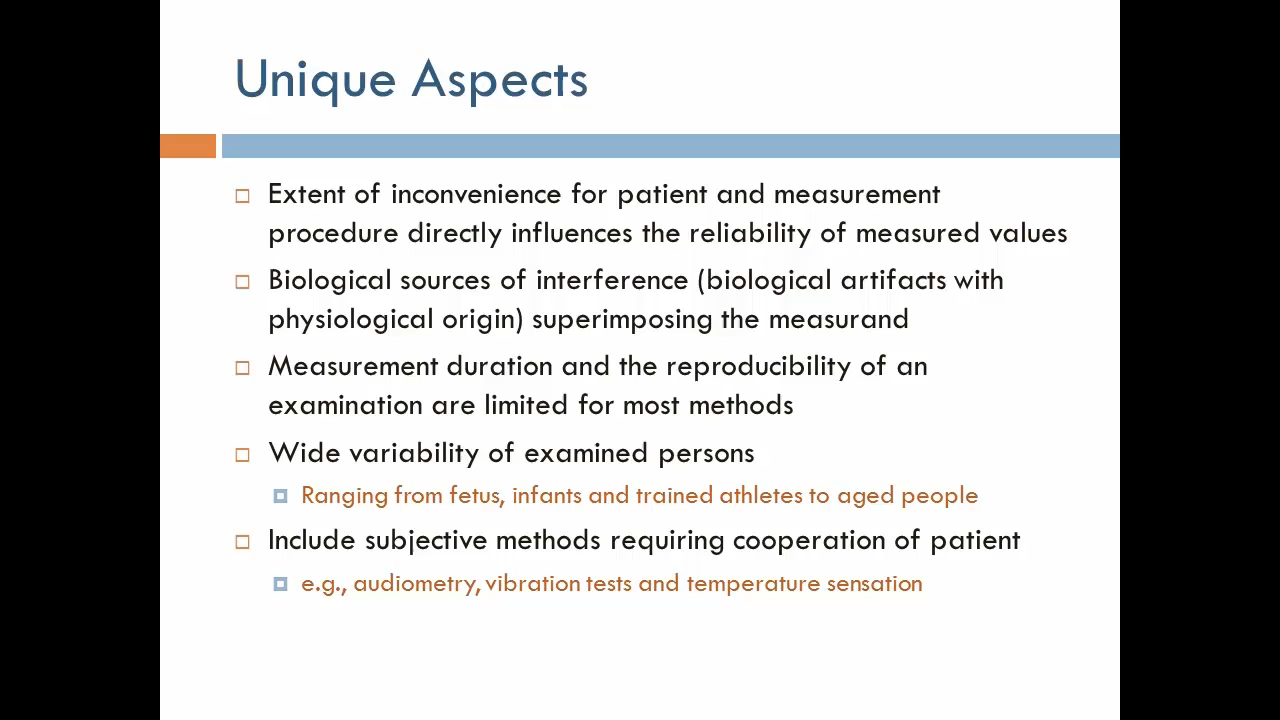 Unique Aspects
Extent of inconvenience for patient and measurement
procedure directly influences the reliability of measured values
Biological sources of interference (biological artifacts with
physiological origin) superimposing the measurand
Measurement duration and the reproducibility of an
examination are limited for most methods
Wide variability of examined persons
Ranging from fetus, infants and trained athletes to aged people
Include subjective methods requiring cooperation of patient
e.g., audiometry, vibration tests and temperature sensation